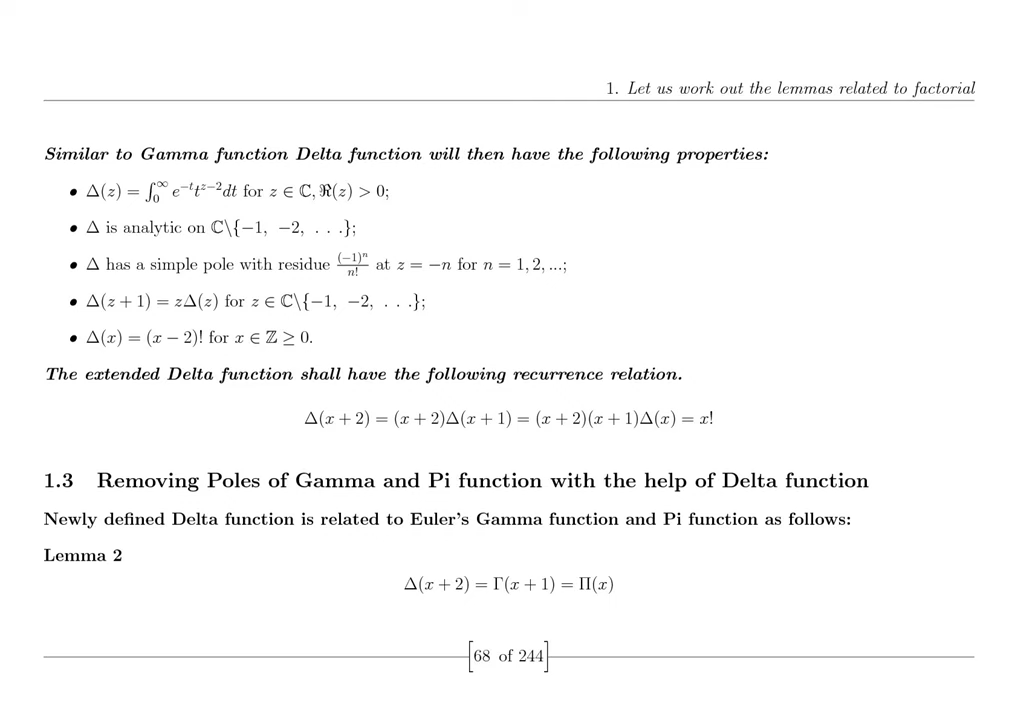 1. Let us work out the lemmas related to factorial
Similar to Gamma function Delta function will then have the following properties:
• Δ(z) = ∫₀^∞ e^{−t}t^{z−2}dt for z ∈ ℂ, ℜ(z) > 0;
• Δ is analytic on ℂ\{−1, −2, . . .};
• Δ has a simple pole with residue (−1)^n/n! at z = −n for n = 1, 2, ...;
• Δ(z + 1) = zΔ(z) for z ∈ ℂ\{−1, −2, . . .};
• Δ(x) = (x − 2)! for x ∈ ℤ ≥ 0.
The extended Delta function shall have the following recurrence relation.
Δ(x + 2) = (x + 2)Δ(x + 1) = (x + 2)(x + 1)Δ(x) = x!
1.3 Removing Poles of Gamma and Pi function with the help of Delta function
Newly defined Delta function is related to Euler's Gamma function and Pi function as follows:
Lemma 2
Δ(x + 2) = Γ(x + 1) = Π(x)
[68 of 244]